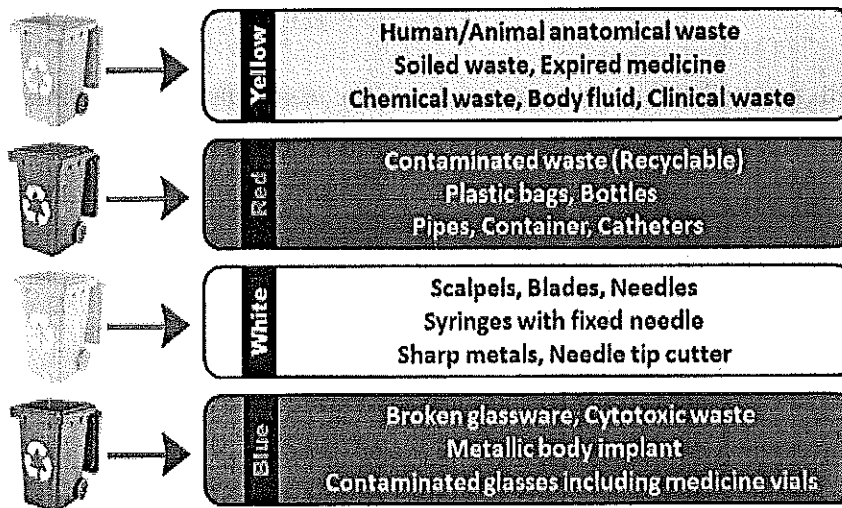 Yellow
Human/Animal anatomical waste
Soiled waste, Expired medicine
Chemical waste, Body fluid, Clinical waste
Red
Contaminated waste (Recyclable)
Plastic bags, Bottles
Pipes, Container, Catheters
White
Scalpels, Blades, Needles
Syringes with fixed needle
Sharp metals, Needle tip cutter
Blue
Broken glassware, Cytotoxic waste
Metallic body implant
Contaminated glasses including medicine vials